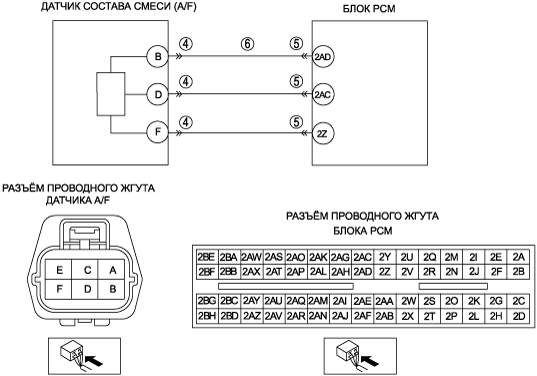 ДАТЧИК СОСТАВА СМЕСИ (A/F)
БЛОК PCM
B 4 6 5 2AD
D 4 5 2AC
F 4 5 2Z
РАЗЪЁМ ПРОВОДНОГО ЖГУТА
ДАТЧИКА A/F
E C A
F D B
РАЗЪЁМ ПРОВОДНОГО ЖГУТА
БЛОКА PCM
2BE 2BA 2AW 2AS 2AO 2AK 2AG 2AC 2Y 2U 2Q 2M 2I 2E 2A
2BF 2BB 2AX 2AT 2AP 2AL 2AH 2AD 2Z 2V 2R 2N 2J 2F 2B
2BG 2BC 2AY 2AU 2AQ 2AM 2AI 2AE 2AA 2W 2S 2O 2K 2G 2C
2BH 2BD 2AZ 2AV 2AR 2AN 2AJ 2AF 2AB 2X 2T 2P 2L 2H 2D